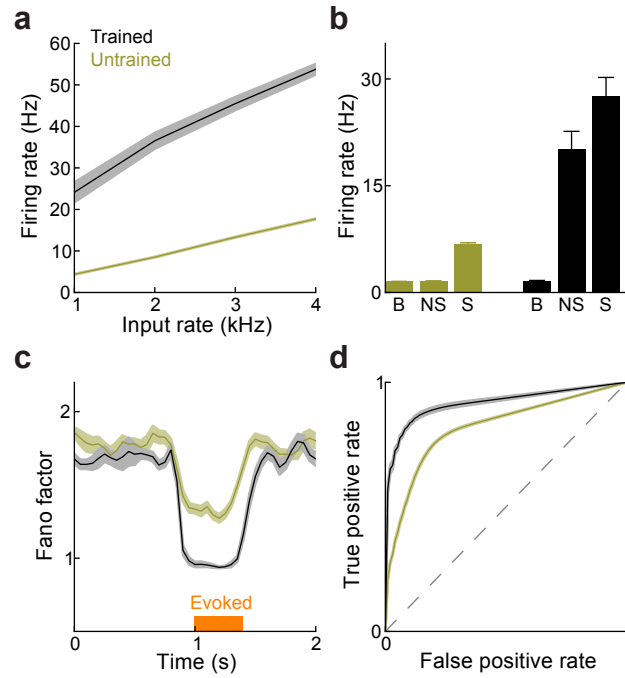 a
Trained
Untrained
Firing rate (Hz)
60
50
40
30
20
10
0
1 2 3 4
Input rate (kHz)
b
Firing rate (Hz)
30
15
0
B NS S B NS S
c
Fano factor
2
1
Evoked
0 1 2
Time (s)
d
True positive rate
1
0
0 1
False positive rate